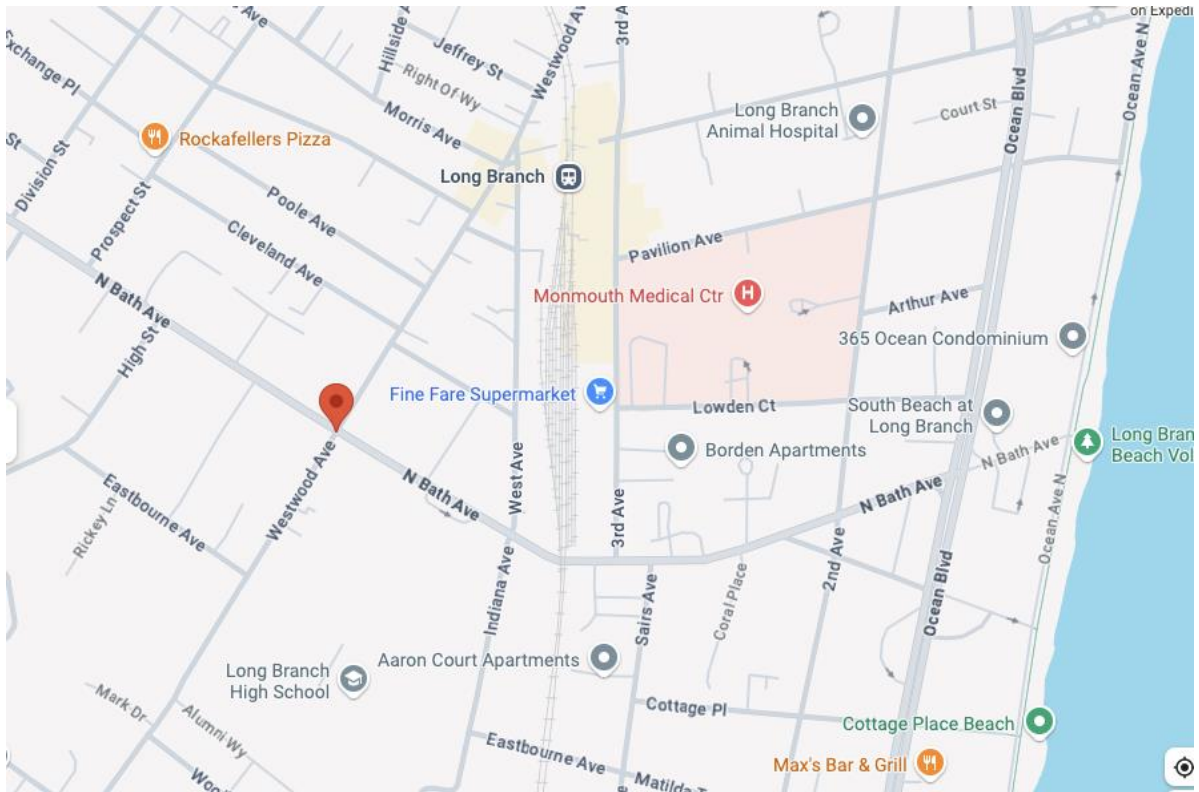 on Expedi
Ave
Hillside A
Jeffrey St
Westwood Ave
3rd A
Ocean Ave N
Exchange Pl
Right Of Wy
Ocean Blvd
Morris Ave
Long Branch
Animal Hospital
Court St
Rockafellers Pizza
St
Division St
Long Branch
Prospect St
Poole Ave
Cleveland Ave
Pavilion Ave
N Bath Ave
Monmouth Medical Ctr
H
Arthur Ave
365 Ocean Condominium
High St
Fine Fare Supermarket
Lowden Ct
South Beach at
Long Branch
Westwood Ave
Borden Apartments
N Bath Ave
Long Bran
Beach Vol
N Bath Ave
West Ave
N Bath Ave
Eastbourne Ave
Rickey Ln
3rd Ave
Ocean Ave N
2nd Ave
Indiana Ave
Sairs Ave
Coral Place
Ocean Blvd
Long Branch
High School
Aaron Court Apartments
Mark Dr
Alumni Wy
Cottage Pl
Cottage Place Beach
Eastbourne Ave
Max's Bar & Grill
Woo
Matilda T